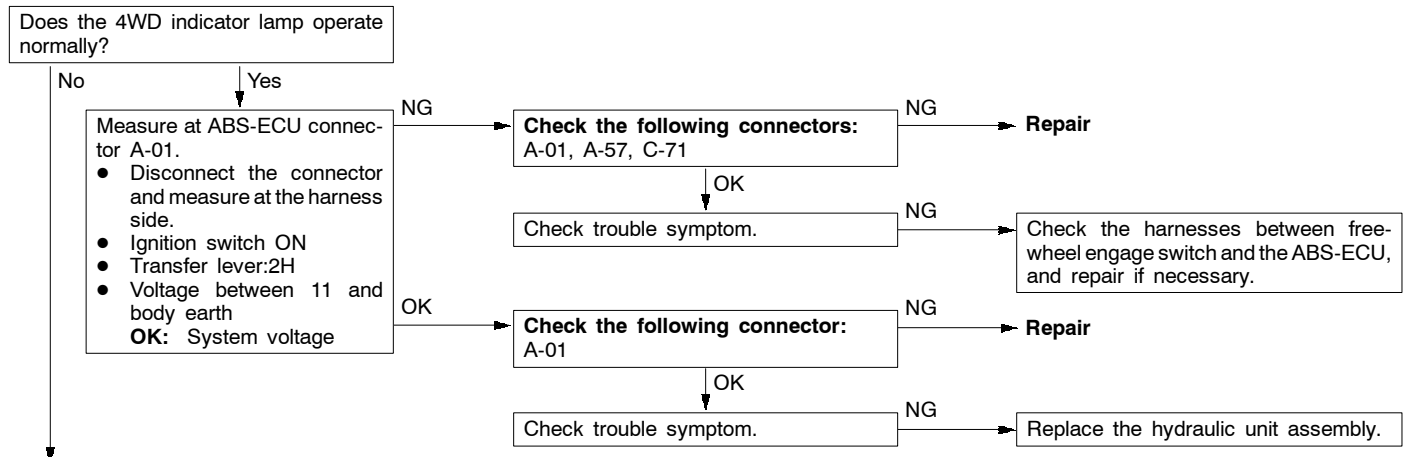 Does the 4WD indicator lamp operate
normally?
No
Yes
Measure at ABS-ECU connec-
tor A-01.
● Disconnect the connector
and measure at the harness
side.
● Ignition switch ON
● Transfer lever:2H
● Voltage between 11 and
body earth
OK: System voltage
NG
Check the following connectors:
A-01, A-57, C-71
NG
Repair
OK
Check trouble symptom.
NG
Check the harnesses between free-
wheel engage switch and the ABS-ECU,
and repair if necessary.
OK
Check the following connector:
A-01
NG
Repair
OK
Check trouble symptom.
NG
Replace the hydraulic unit assembly.